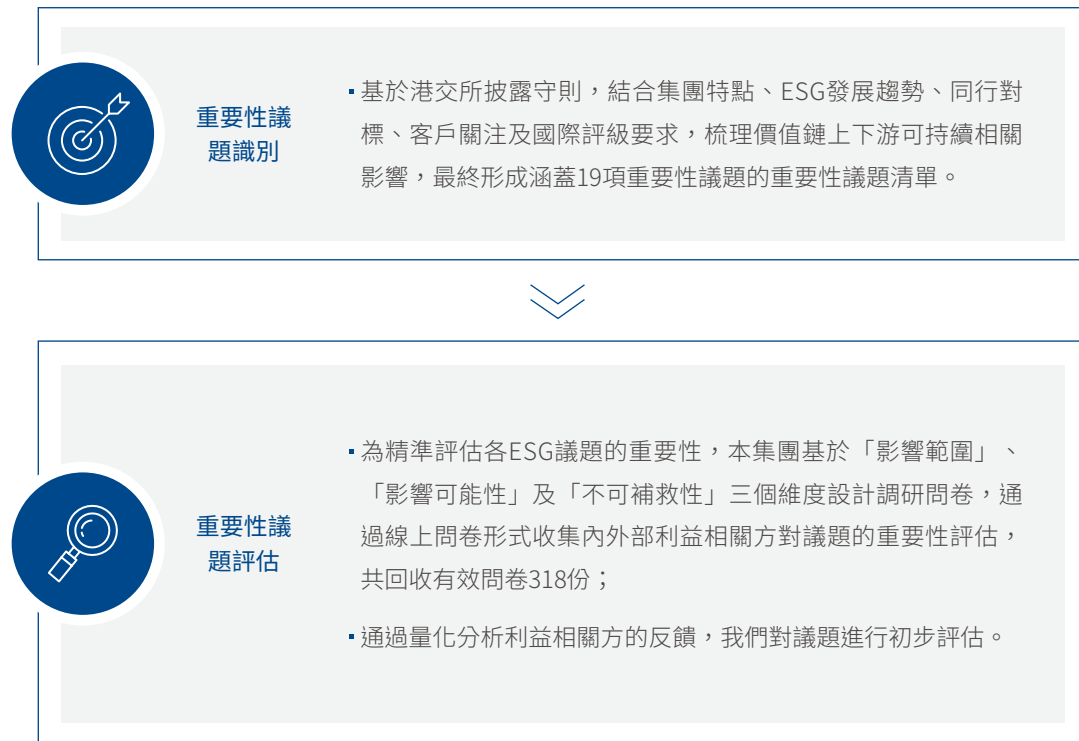 重要性議
題識別
▪基於港交所披露守則，結合集團特點、ESG發展趨勢、同行對
標、客戶關注及國際評級要求，梳理價值鏈上下游可持續相關
影響，最終形成涵蓋19項重要性議題的重要性議題清單。
重要性議
題評估
▪為精準評估各ESG議題的重要性，本集團基於「影響範圍」、
「影響可能性」及「不可補救性」三個維度設計調研問卷，通
過線上問卷形式收集內外部利益相關方對議題的重要性評估，
共回收有效問卷318份；
▪通過量化分析利益相關方的反饋，我們對議題進行初步評估。